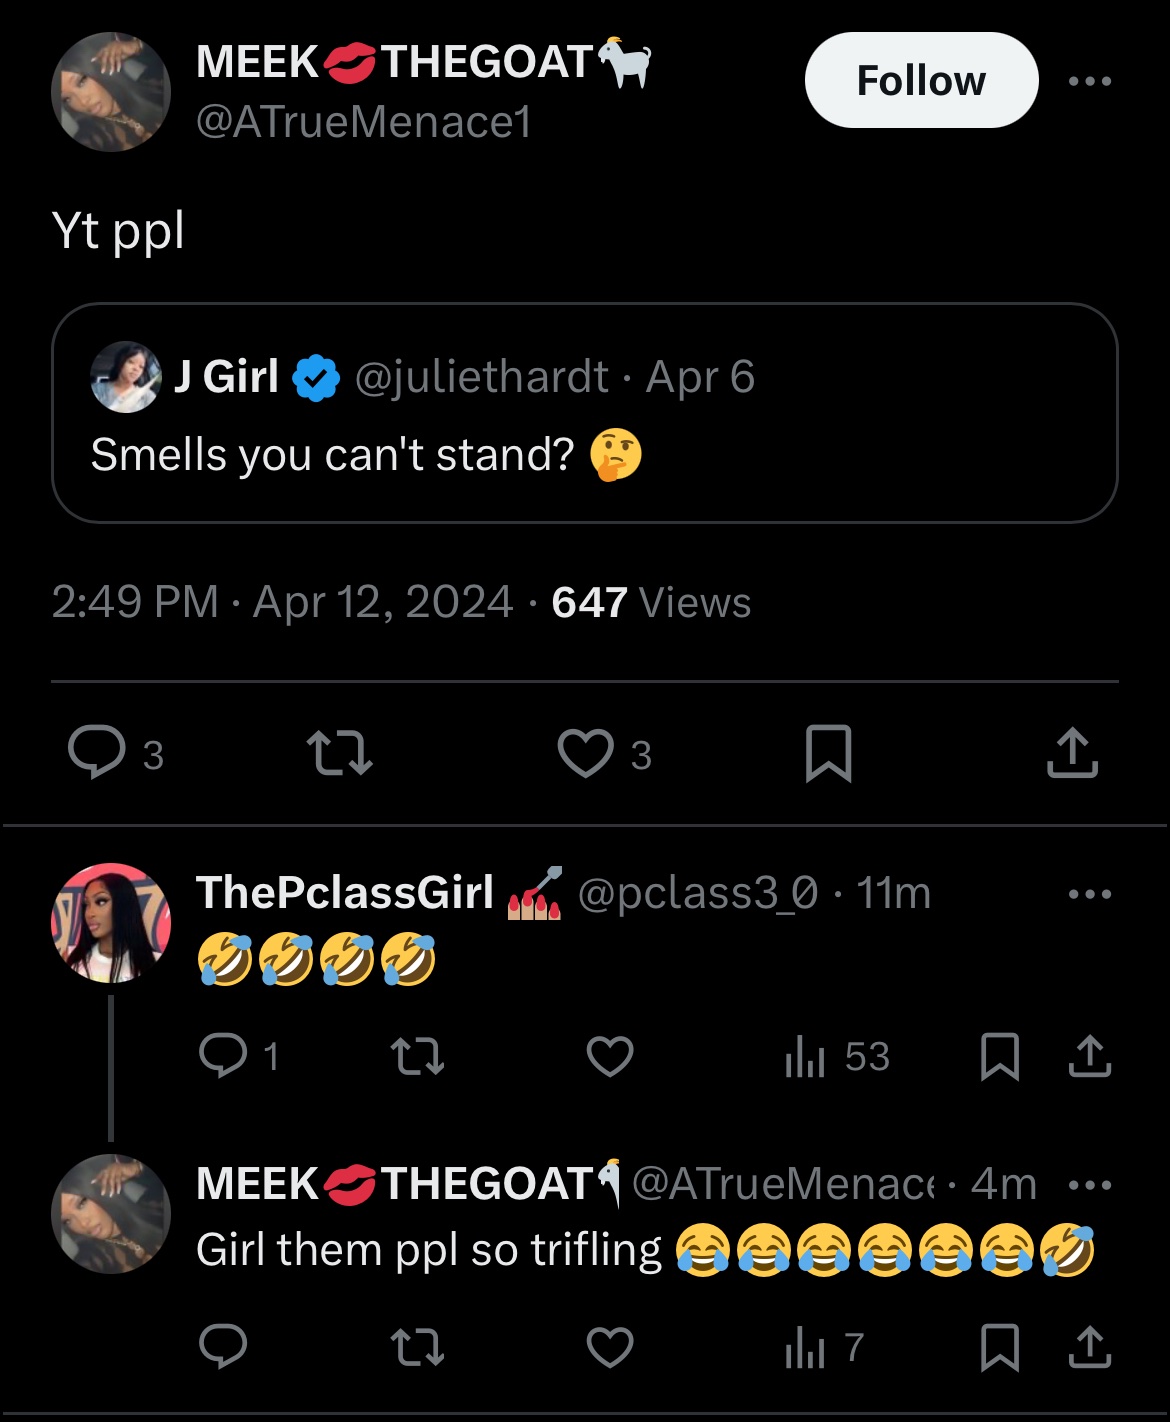 MEEK💋THEGOAT🐐
@ATrueMenace1
Follow
Yt ppl
J Girl @juliethardt · Apr 6
Smells you can't stand? 🤔
2:49 PM · Apr 12, 2024 · 647 Views
3 3
ThePclassGirl 💅 @pclass3_0 · 11m
🤣🤣🤣🤣
1 53
MEEK💋THEGOAT🐐 @ATrueMenace · 4m
Girl them ppl so trifling 😂😂😂😂😂😂🤣
7